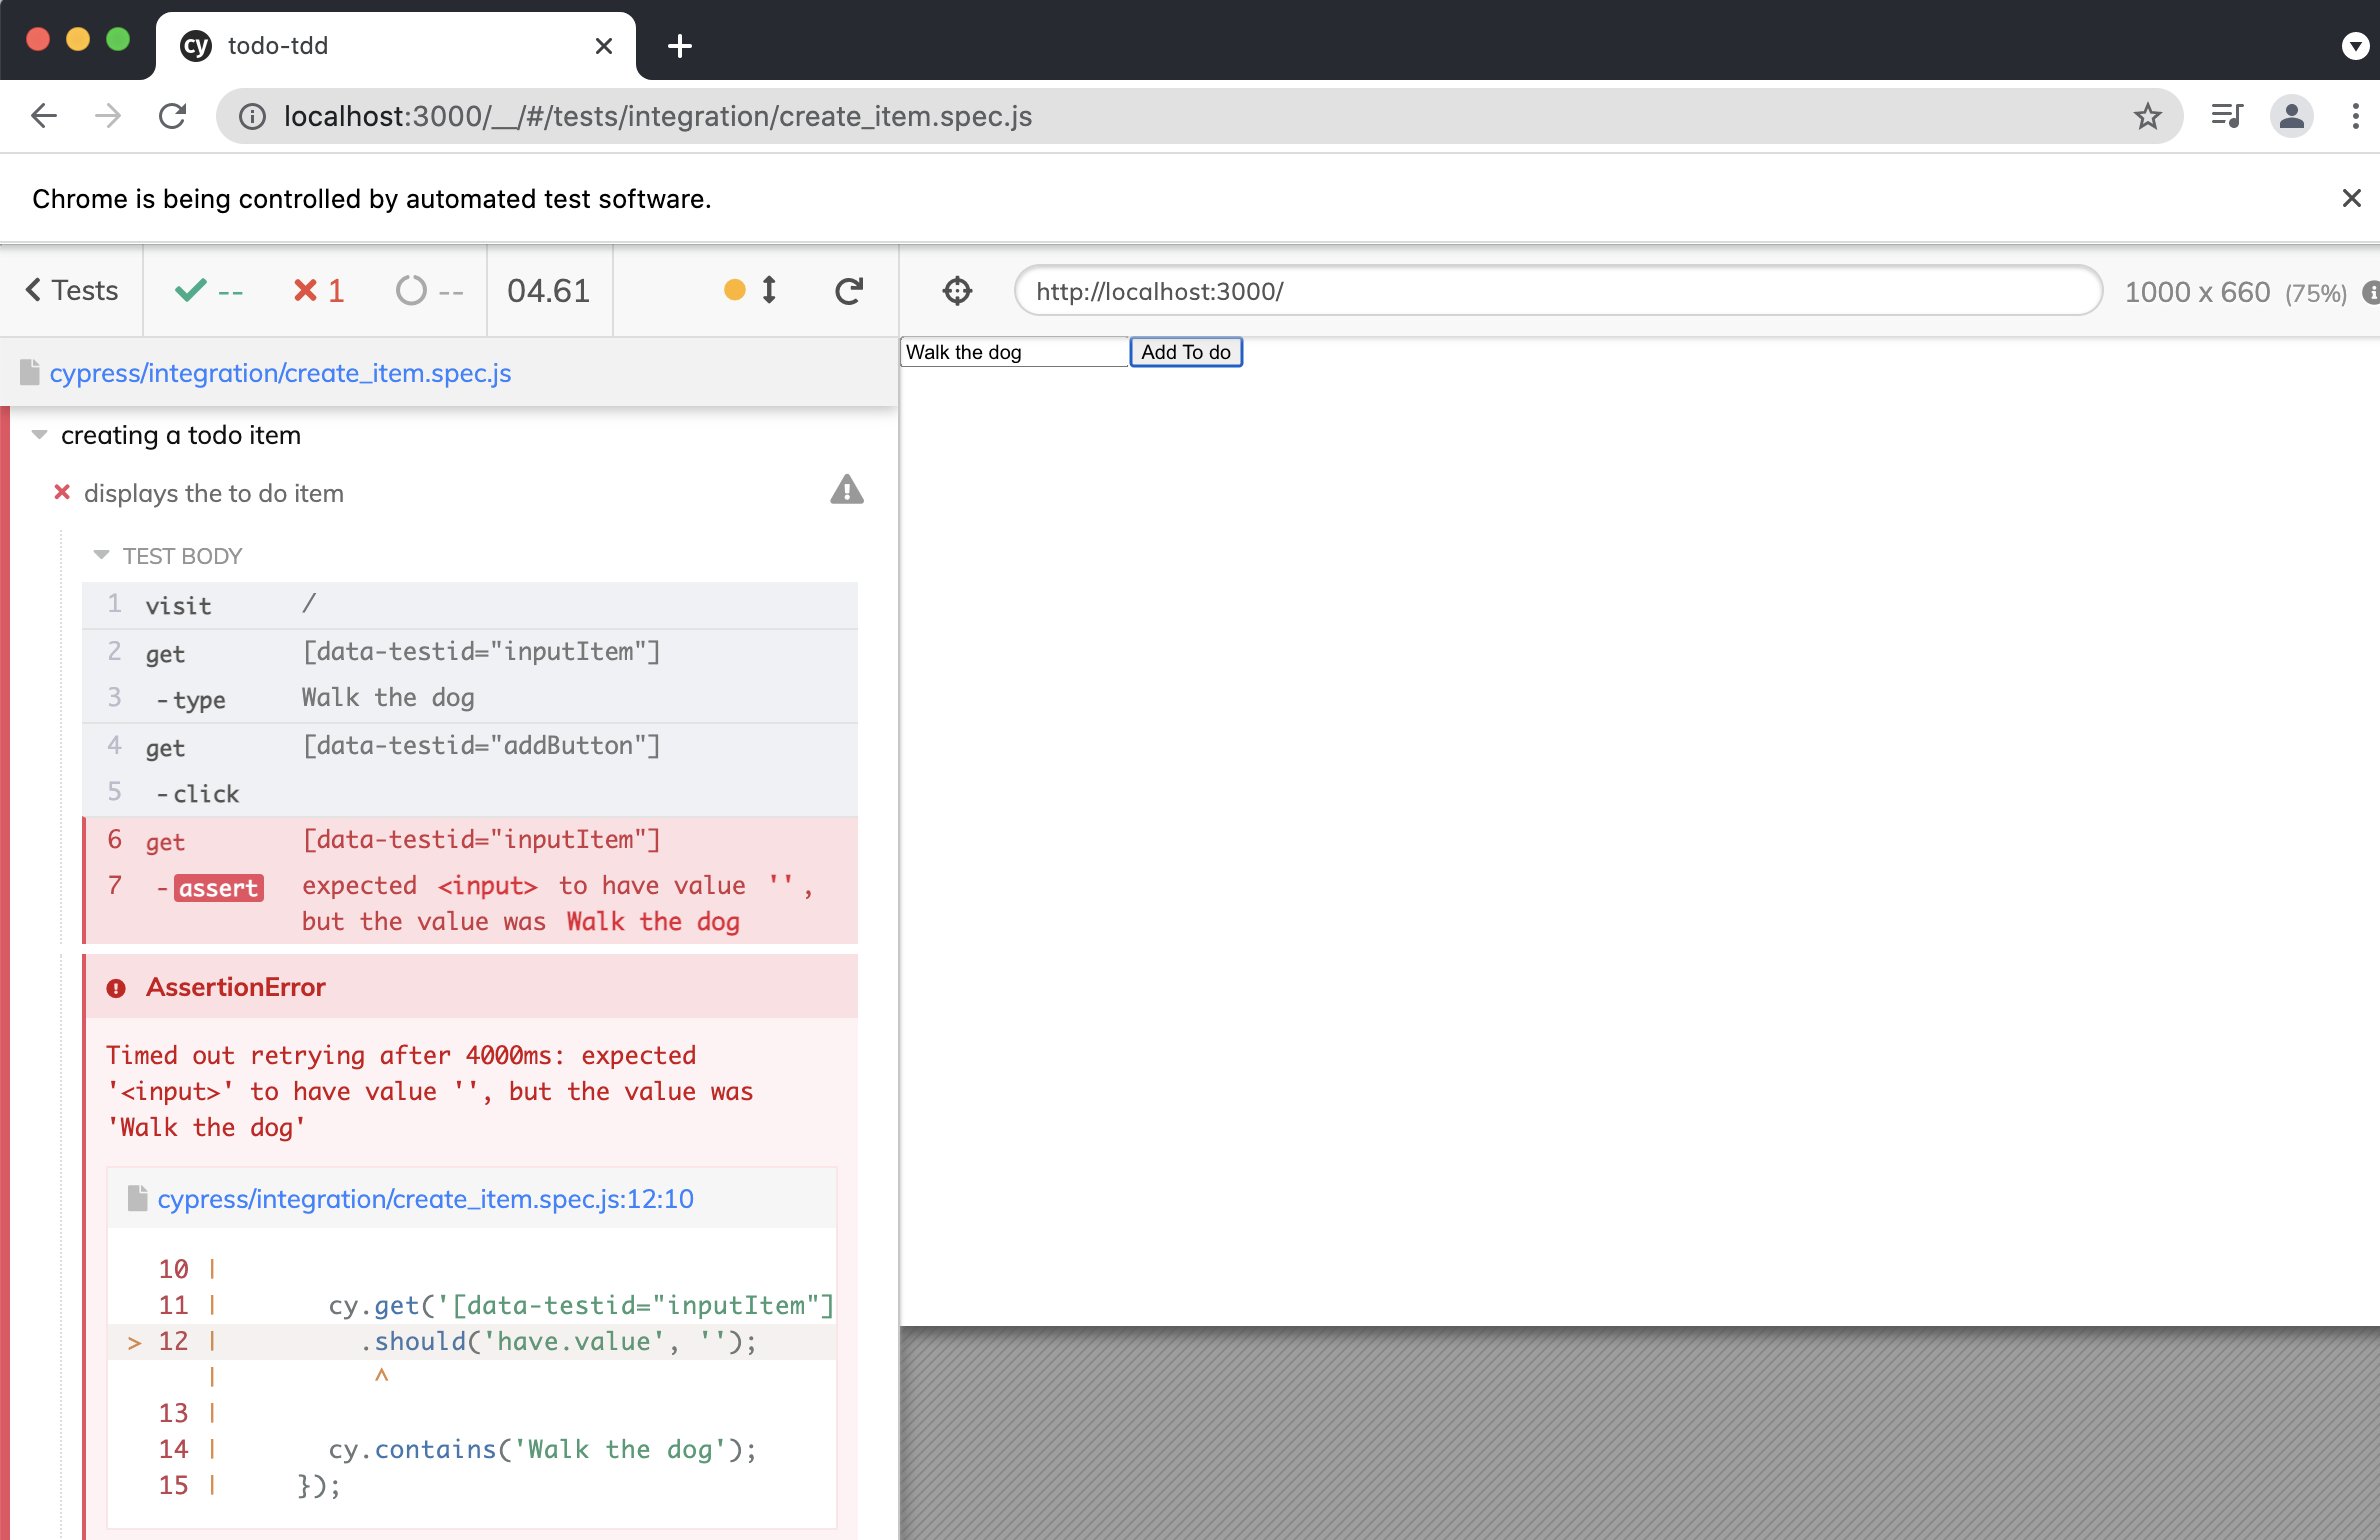 cy todo-tdd
localhost:3000/__/#/tests/integration/create_item.spec.js
Chrome is being controlled by automated test software.
Tests -- 1 -- 04.61
http://localhost:3000/ 1000 x 660 (75%)
cypress/integration/create_item.spec.js
Walk the dog Add To do
creating a todo item
displays the to do item
TEST BODY
1 visit /
2 get [data-testid="inputItem"]
3 -type Walk the dog
4 get [data-testid="addButton"]
5 -click
6 get [data-testid="inputItem"]
7 -assert expected <input> to have value '',
but the value was Walk the dog
AssertionError
Timed out retrying after 4000ms: expected
'<input>' to have value '', but the value was
'Walk the dog'
cypress/integration/create_item.spec.js:12:10
10 |
11 | cy.get('[data-testid="inputItem"]
> 12 | .should('have.value', '');
| ^
13 |
14 | cy.contains('Walk the dog');
15 | });